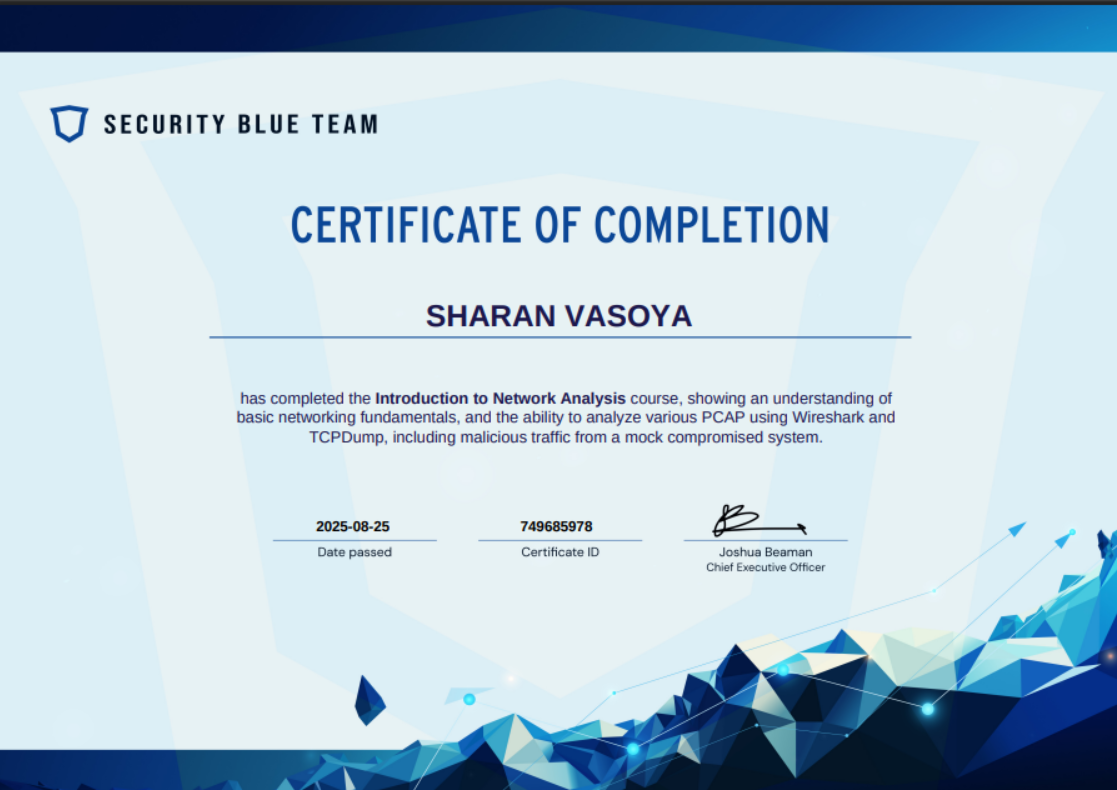 SECURITY BLUE TEAM
CERTIFICATE OF COMPLETION
SHARAN VASOYA
has completed the Introduction to Network Analysis course, showing an understanding of
basic networking fundamentals, and the ability to analyze various PCAP using Wireshark and
TCPDump, including malicious traffic from a mock compromised system.
2025-08-25
Date passed
749685978
Certificate ID
Joshua Beaman
Chief Executive Officer